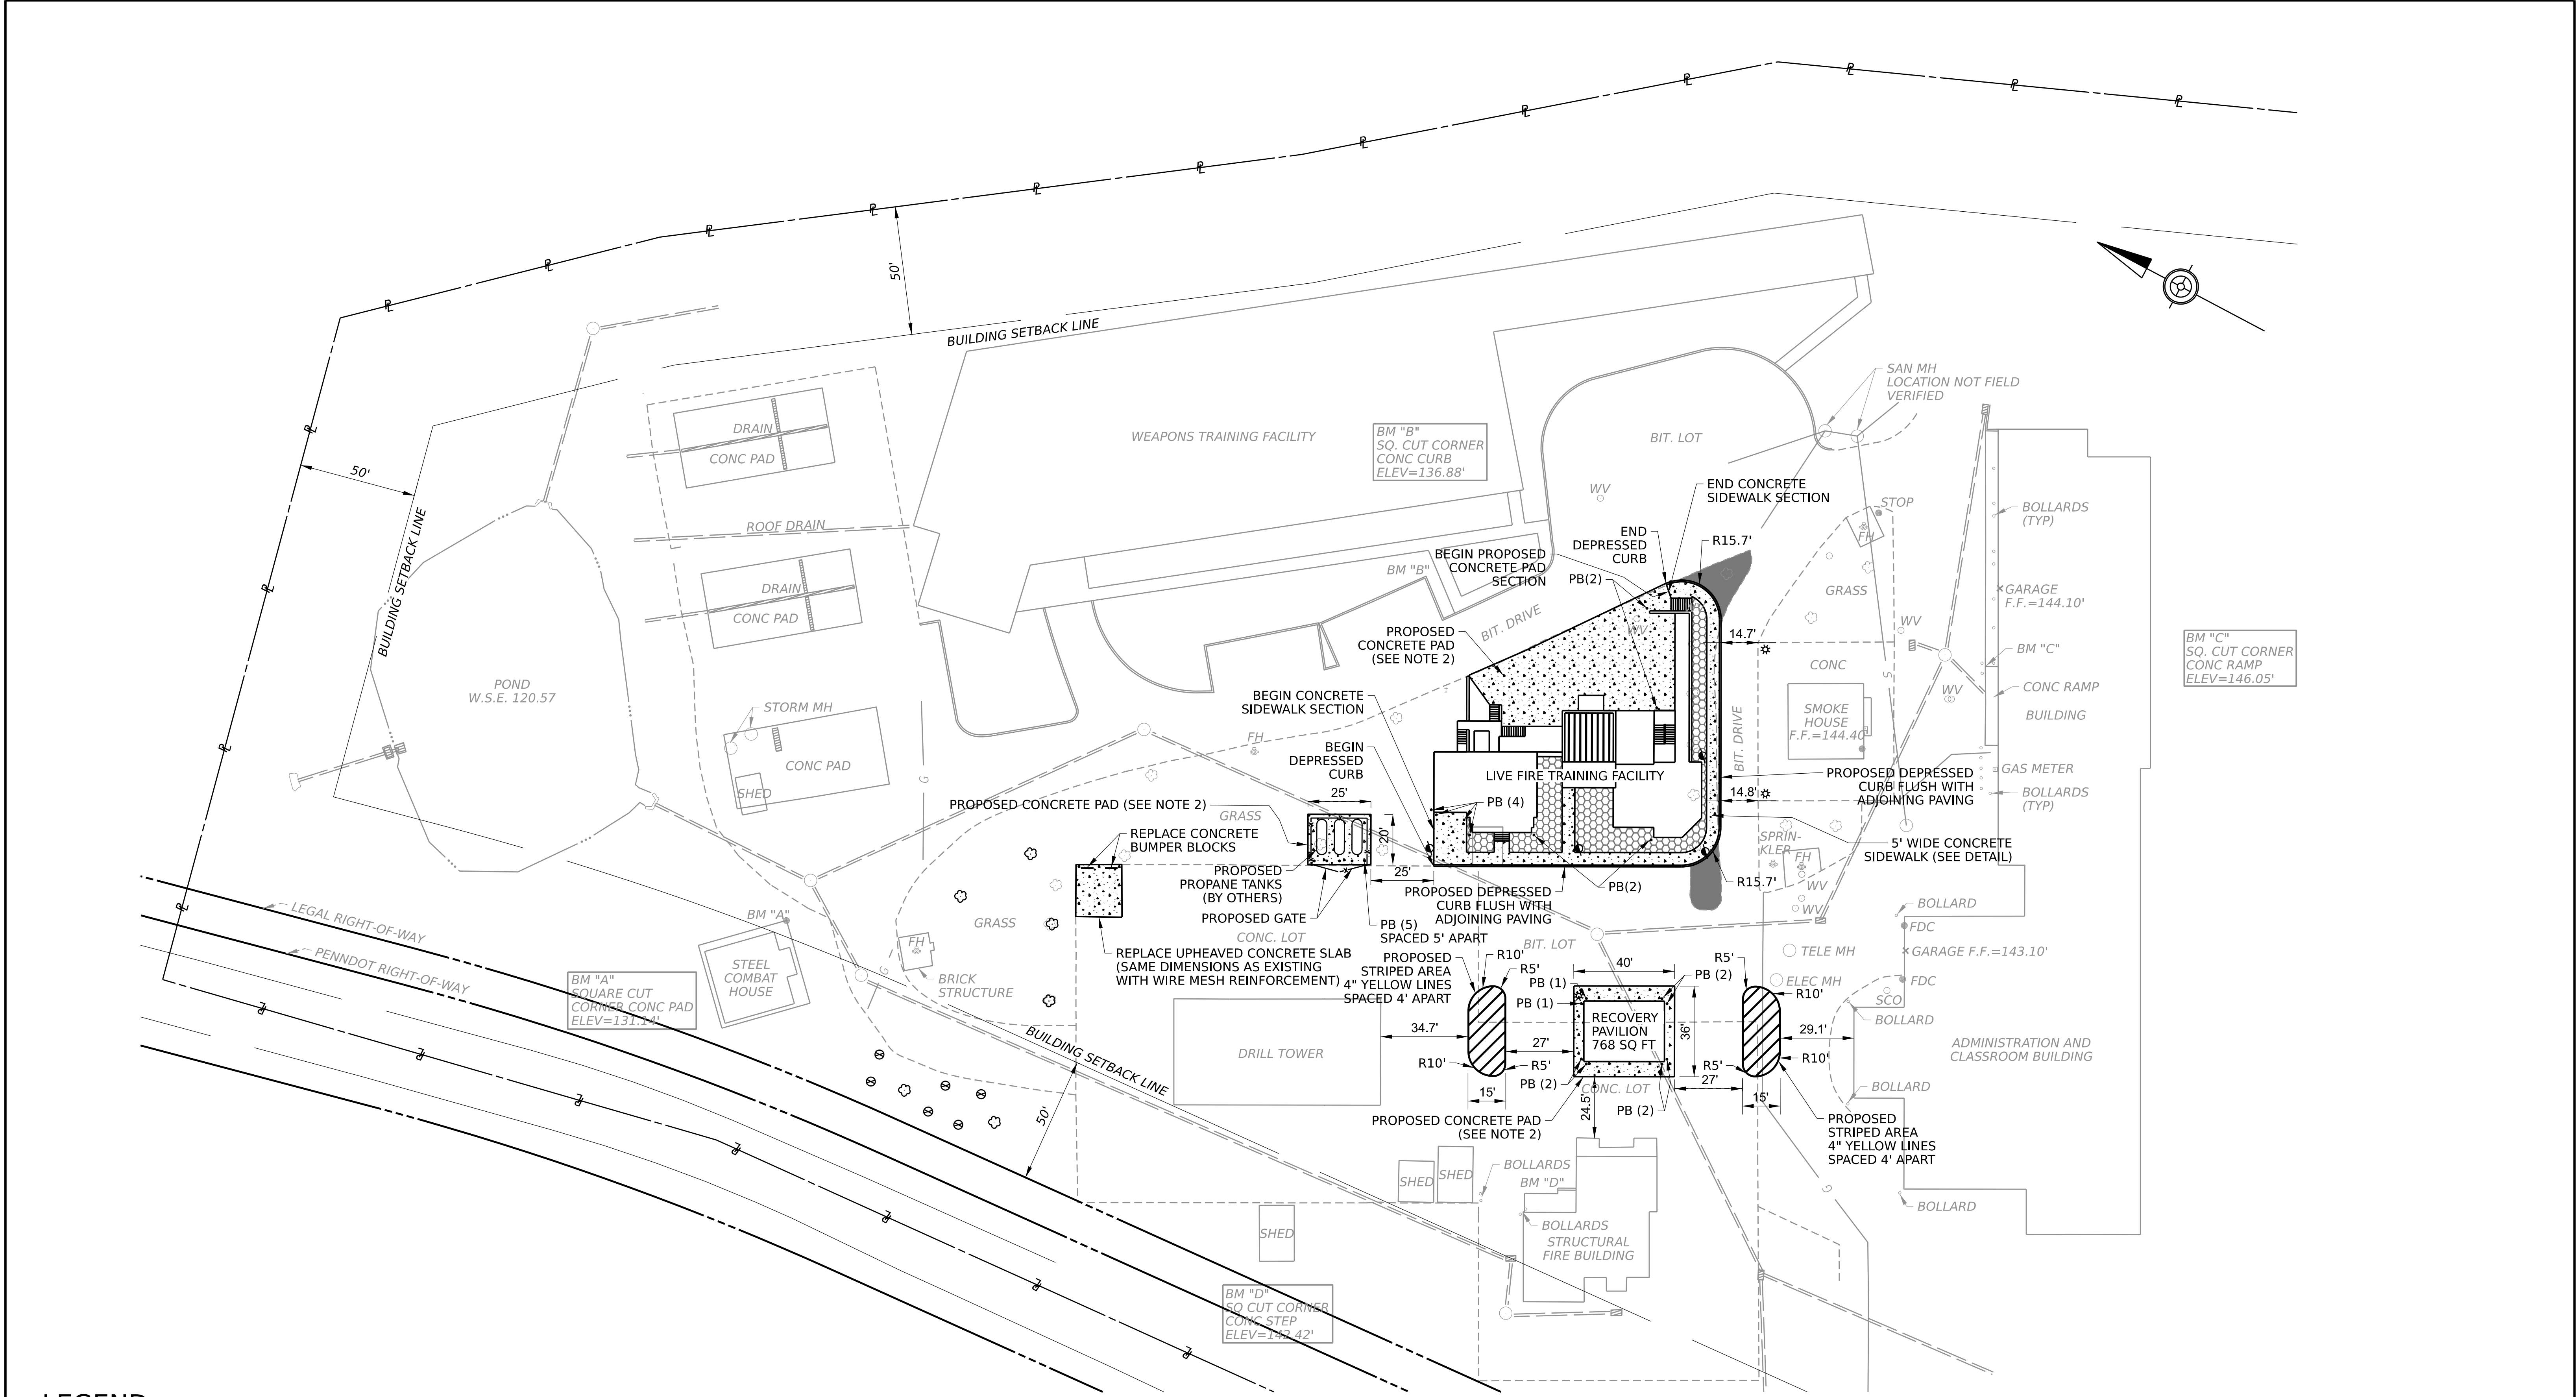 50'
BUILDING SETBACK LINE
SAN MH
LOCATION NOT FIELD
VERIFIED
DRAIN
CONC PAD
WEAPONS TRAINING FACILITY
BM "B"
SQ. CUT CORNER
CONC CURB
ELEV=136.88'
BIT. LOT
50'
BUILDING SETBACK LINE
WV
END CONCRETE
SIDEWALK SECTION
STOP
FH
BOLLARDS
(TYP)
ROOF DRAIN
END
DEPRESSED
CURB
R15.7'
BEGIN PROPOSED
CONCRETE PAD
SECTION
PB(2)
BM "B"
DRAIN
CONC PAD
GRASS
GARAGE
F.F.=144.10'
BIT. DRIVE
WV
WV
PROPOSED
CONCRETE PAD
(SEE NOTE 2)
14.7'
BM "C"
SQ. CUT CORNER
CONC RAMP
ELEV=146.05'
BM "C"
CONC
S
POND
W.S.E. 120.57
BEGIN CONCRETE
SIDEWALK SECTION
WV
CONC RAMP
STORM MH
SMOKE
HOUSE
F.F.=144.40
BUILDING
FH
BIT. DRIVE
BEGIN
DEPRESSED
CURB
G
CONC PAD
SHED
LIVE FIRE TRAINING FACILITY
PROPOSED DEPRESSED
CURB FLUSH WITH
ADJOINING PAVING
GAS METER
BOLLARDS
(TYP)
25'
PB (4)
14.8'
PROPOSED CONCRETE PAD (SEE NOTE 2)
GRASS
20'
REPLACE CONCRETE
BUMPER BLOCKS
SPRIN-
KLER
FH
5' WIDE CONCRETE
SIDEWALK (SEE DETAIL)
PROPOSED
PROPANE TANKS
(BY OTHERS)
25'
PROPOSED DEPRESSED
CURB FLUSH WITH
ADJOINING PAVING
PB(2)
R15.7'
WV
WV
LEGAL RIGHT-OF-WAY
BM "A"
GRASS
PROPOSED GATE
PB (5)
SPACED 5' APART
CONC. LOT
BOLLARD
FDC
PENNDOT RIGHT-OF-WAY
FH
BRICK
STRUCTURE
G
STEEL
COMBAT
HOUSE
REPLACE UPHEAVED CONCRETE SLAB
(SAME DIMENSIONS AS EXISTING
WITH WIRE MESH REINFORCEMENT)
BIT. LOT
PROPOSED
STRIPED AREA
4" YELLOW LINES
SPACED 4' APART
R10'
R5'
PB (1)
PB (1)
40'
PB (2)
R5'
R10'
TELE MH
ELEC MH
GARAGE F.F.=143.10'
FDC
SCO
BOLLARD
BM "A"
SQUARE CUT
CORNER CONC PAD
ELEV=131.14'
BUILDING SETBACK LINE
50'
DRILL TOWER
34.7'
27'
RECOVERY
PAVILION
768 SQ FT
36'
29.1'
ADMINISTRATION AND
CLASSROOM BUILDING
R10'
R5'
15'
PB (2)
CONC. LOT
24.5'
PB (2)
27'
R5'
R10'
15'
BOLLARD
PROPOSED CONCRETE PAD
(SEE NOTE 2)
PROPOSED
STRIPED AREA
4" YELLOW LINES
SPACED 4' APART
SHED
SHED
BOLLARDS
BM "D"
G
BOLLARD
SHED
BOLLARDS
STRUCTURAL
FIRE BUILDING
BM "D"
SQ CUT CORNER
CONC STEP
ELEV=142.42'
LEGEND